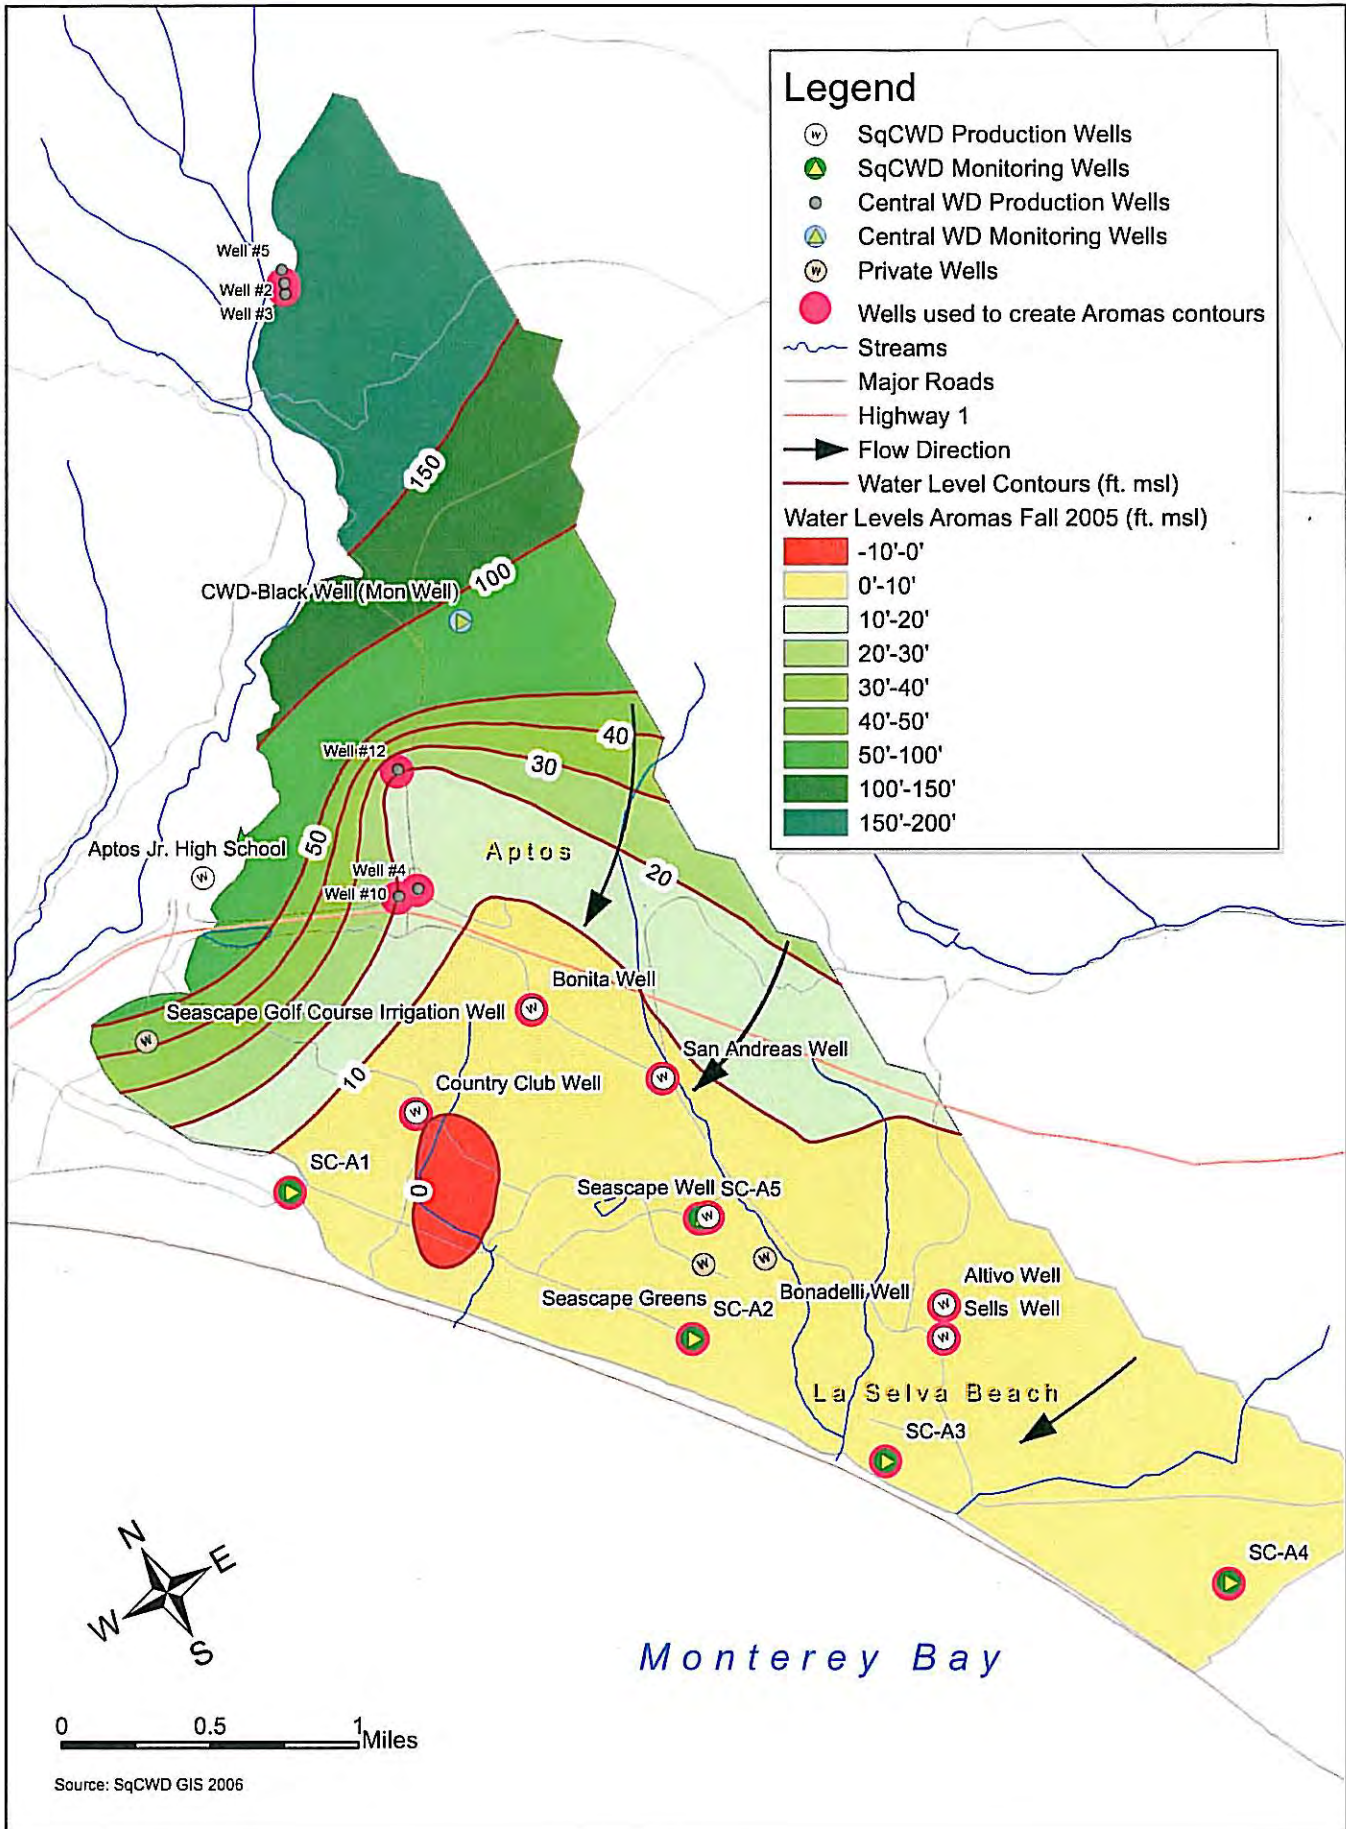 Legend
w SqCWD Production Wells
SqCWD Monitoring Wells
Central WD Production Wells
Central WD Monitoring Wells
w Private Wells
Wells used to create Aromas contours
Streams
Major Roads
Highway 1
Flow Direction
Water Level Contours (ft. msl)
Water Levels Aromas Fall 2005 (ft. msl)
-10'-0'
0'-10'
10'-20'
20'-30'
30'-40'
40'-50'
50'-100'
100'-150'
150'-200'
Well #5
Well #2
Well #3
150
100
CWD-Black Well (Mon Well)
40
30
Well #12
50
Aptos Jr. High School
w
Aptos
20
Well #4
Well #10
Bonita Well
w
Seascape Golf Course Irrigation Well
w
San Andreas Well
w
10
Country Club Well
w
SC-A1
0
Seascape Well SC-A5
w
w
w
Bonadelli Well
Seascape Greens
SC-A2
Altivo Well
w
Sells Well
w
La Selva Beach
SC-A3
SC-A4
N
E
W
S
Monterey Bay
0 0.5 1 Miles
Source: SqCWD GIS 2006